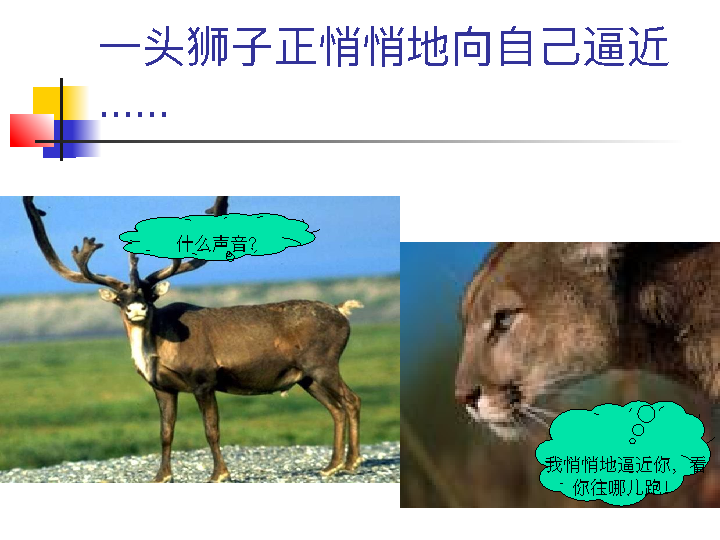 一头狮子正悄悄地向自己逼近
……
什么声音?
我悄悄地逼近你，看
你往哪儿跑！